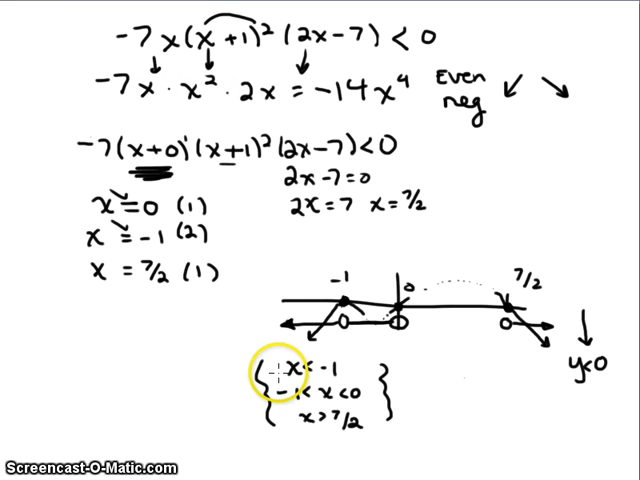 -7x(x+1)²(2x-7)<0
-7x · x² · 2x = -14x⁴ Even neg ↙ ↘
-7(x+0)¹(x+1)²(2x-7)<0
2x-7=0
x=0 (1) 2x=7 x=7/2
x=-1 (2)
x=7/2 (1)
-1 0 7/2
y<0
x<-1
-1<x<0
x>7/2
Screencast-O-Matic.com